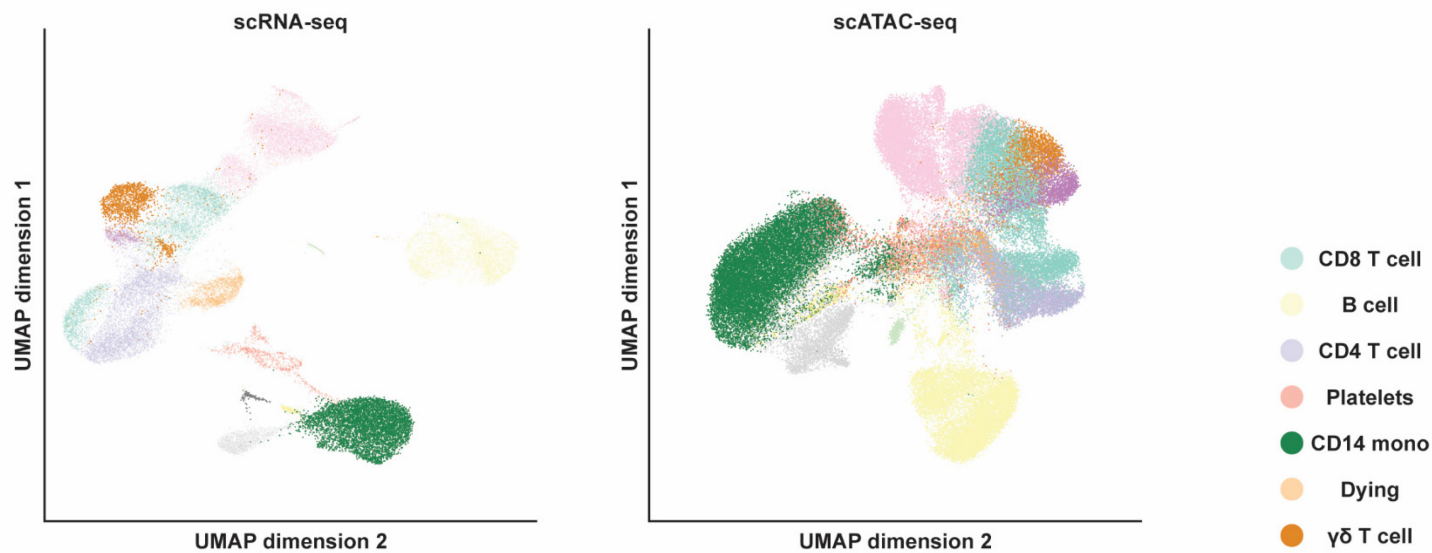 scRNA-seq
scATAC-seq
UMAP dimension 1
UMAP dimension 2
UMAP dimension 1
UMAP dimension 2
CD8 T cell
B cell
CD4 T cell
Platelets
CD14 mono
Dying
γδ T cell